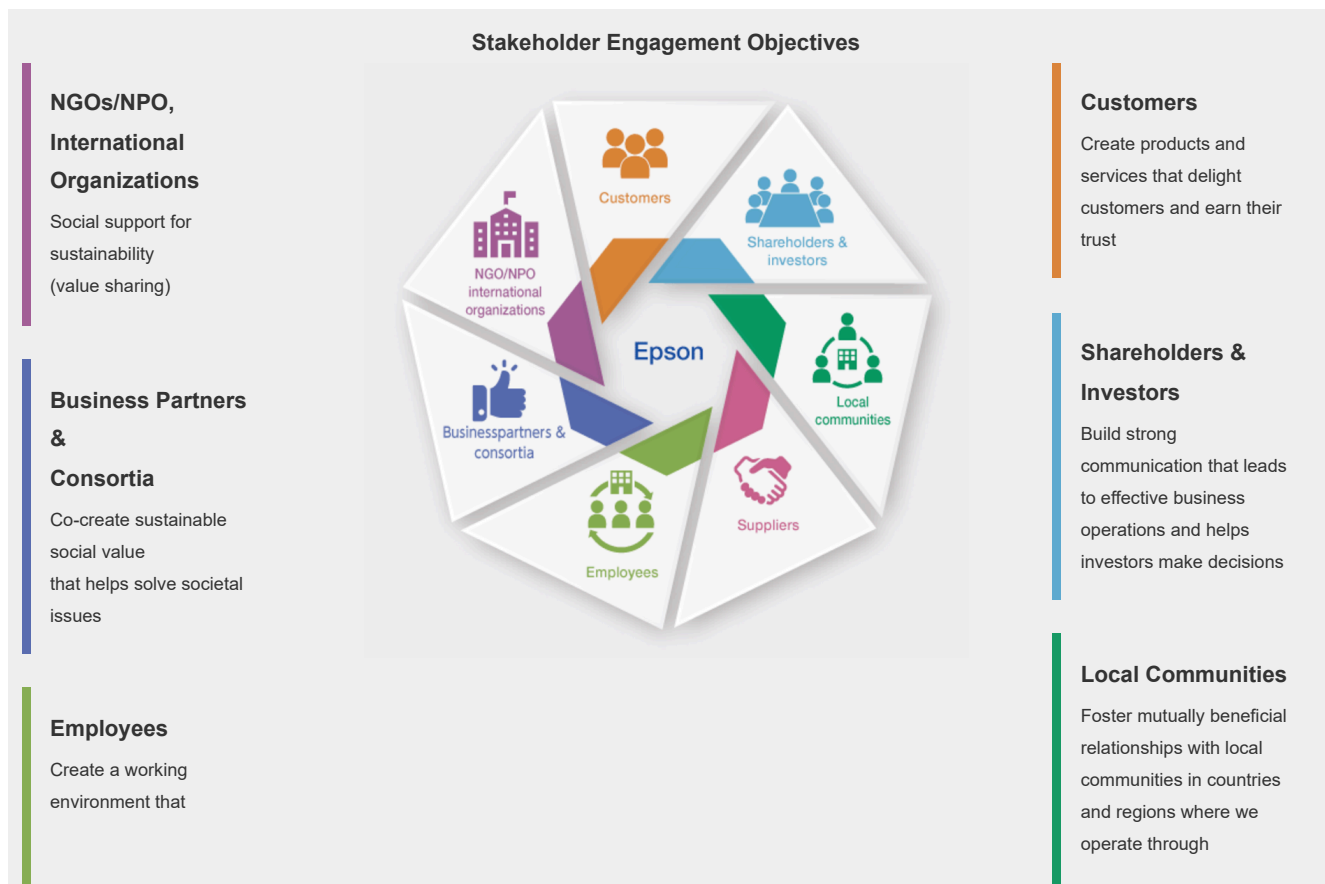 Stakeholder Engagement Objectives
NGOs/NPO,
International
Organizations
Social support for
sustainability
(value sharing)
Business Partners
&
Consortia
Co-create sustainable
social value
that helps solve societal
issues
Employees
Create a working
environment that
Customers
Shareholders &
investors
NGO/NPO
international
organizations
Epson
Local
communities
Businesspartners &
consortia
Suppliers
Employees
Customers
Create products and
services that delight
customers and earn their
trust
Shareholders &
Investors
Build strong
communication that leads
to effective business
operations and helps
investors make decisions
Local Communities
Foster mutually beneficial
relationships with local
communities in countries
and regions where we
operate through